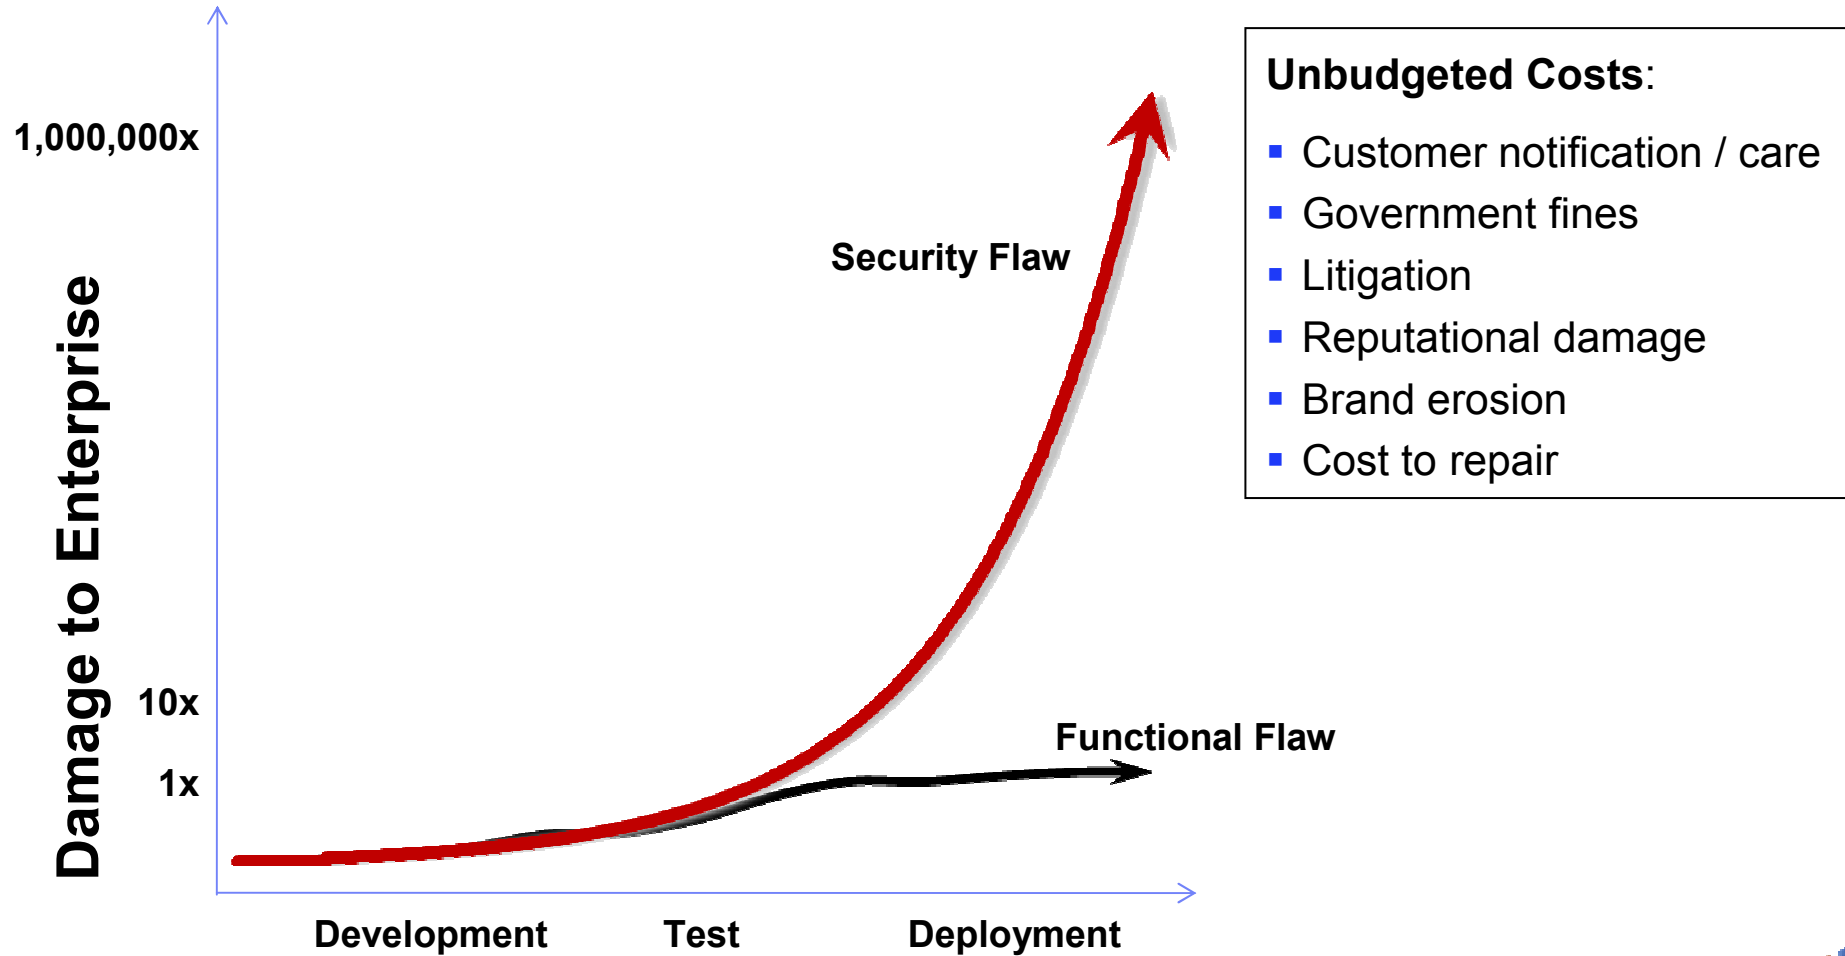 1,000,000x
10x
1x
Damage to Enterprise
Security Flaw
Functional Flaw
Development
Test
Deployment
Unbudgeted Costs:
▪ Customer notification / care
▪ Government fines
▪ Litigation
▪ Reputational damage
▪ Brand erosion
▪ Cost to repair